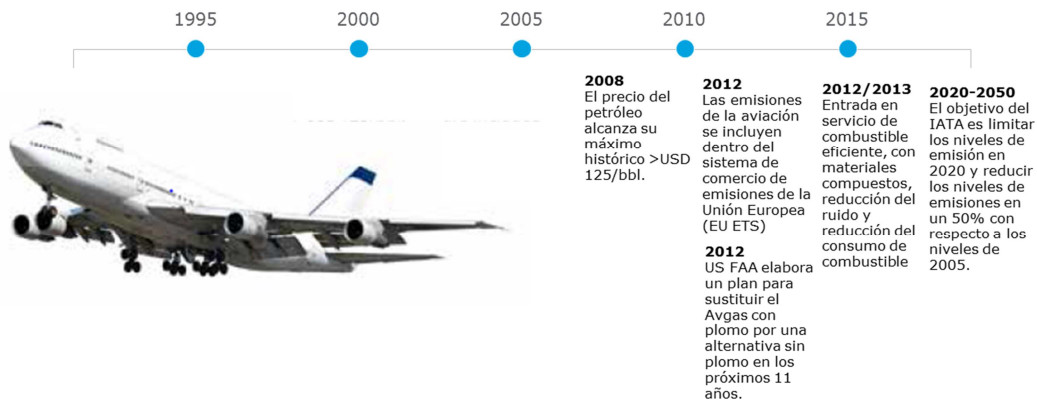 1995 2000 2005 2010 2015
2008
El precio del
petróleo
alcanza su
máximo
histórico >USD
125/bbl.
2012
Las emisiones
de la aviación
se incluyen
dentro del
sistema de
comercio de
emisiones de la
Unión Europea
(EU ETS)
2012
US FAA elabora
un plan para
sustituir el
Avgas con
plomo por una
alternativa sin
plomo en los
próximos 11
años.
2012/2013
Entrada en
servicio de
combustible
eficiente, con
materiales
compuestos,
reducción del
ruido y
reducción del
consumo de
combustible
2020-2050
El objetivo del
IATA es limitar
los niveles de
emisión en
2020 y reducir
los niveles de
emisiones en
un 50% con
respecto a los
niveles de
2005.